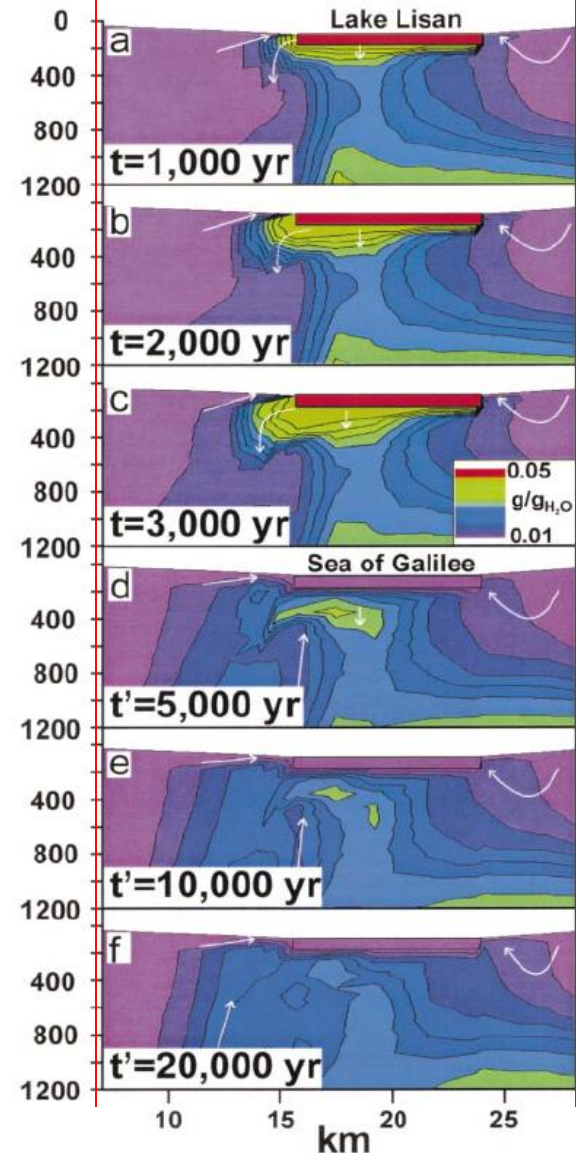 Lake Lisan
0
a
400
800
t=1,000 yr
1200
b
400
800
t=2,000 yr
1200
c
400
0.05
g/gH₂O
800
t=3,000 yr
0.01
1200
Sea of Galilee
d
400
800
t'=5,000 yr
1200
e
400
800
t'=10,000 yr
1200
f
400
800
t'=20,000 yr
1200
10 15 20 25
km